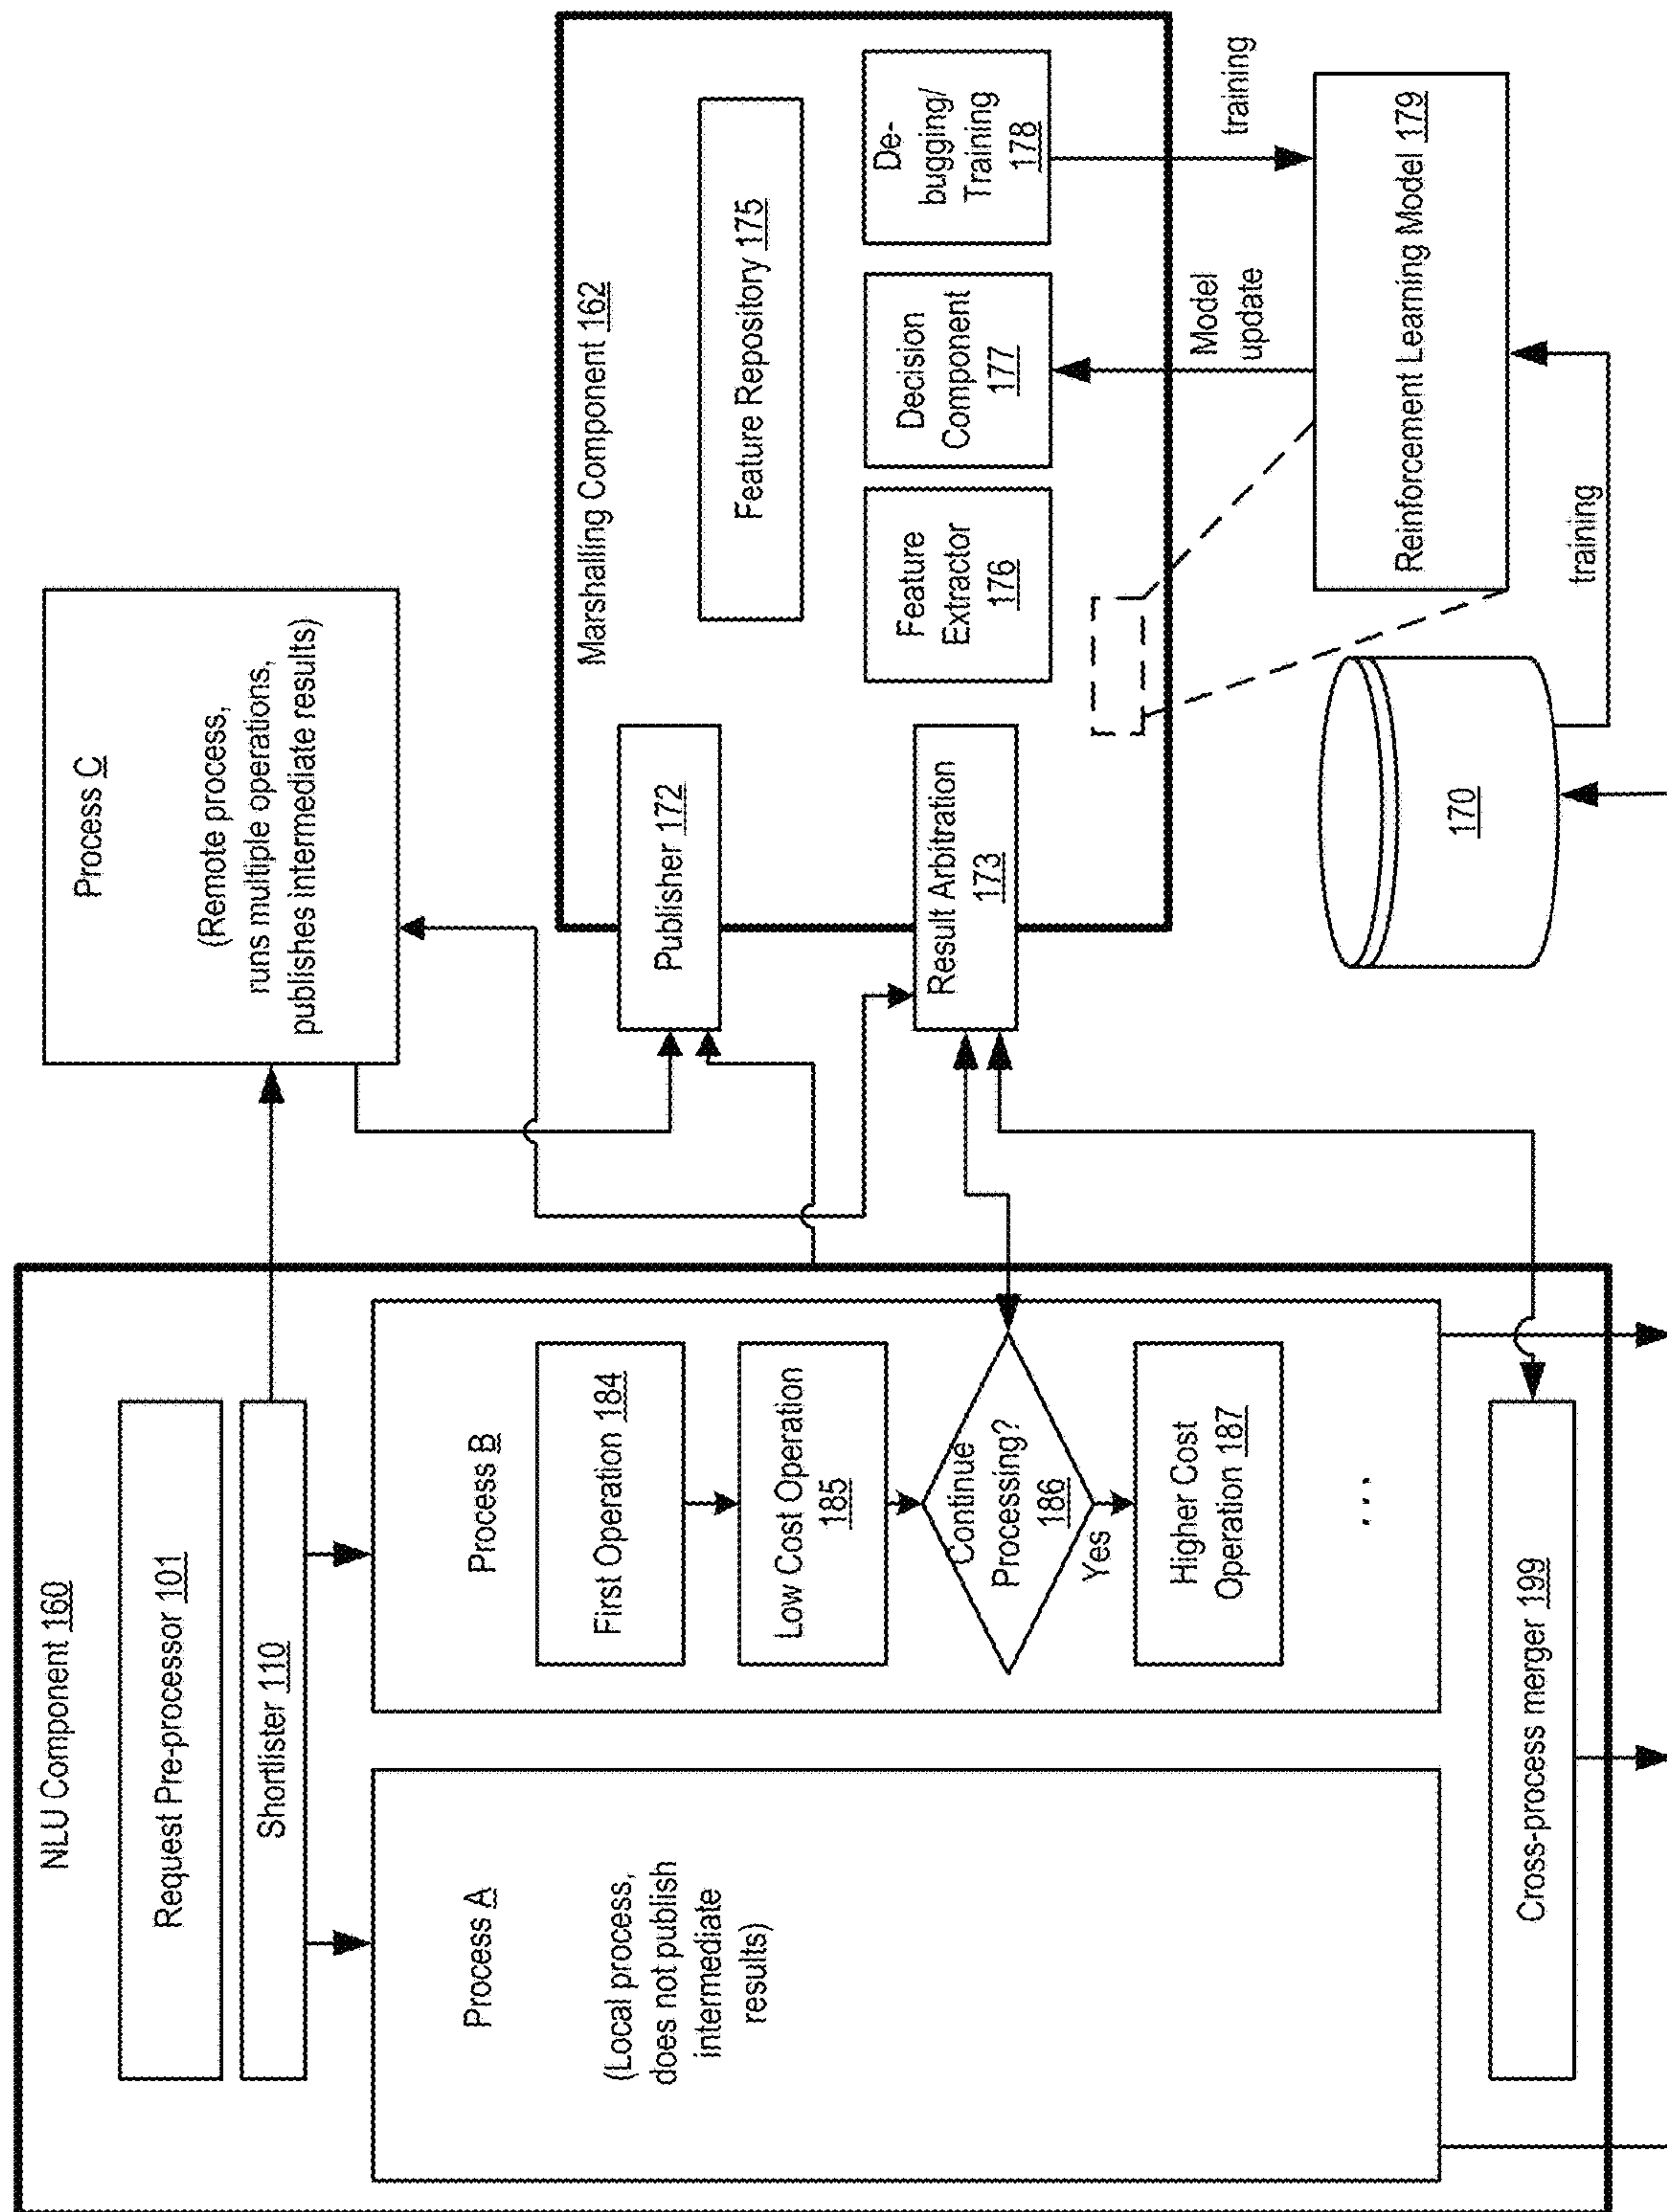 NLU Component 160
Request Pre-processor 101
Shortlister 110
Process A
(Local process,
does not publish
intermediate
results)
Process B
First Operation 184
Low Cost Operation
185
Continue
Processing?
186
Yes
Higher Cost
Operation 187
...
Cross-process merger 199
Process C
(Remote process,
runs multiple operations,
publishes intermediate results)
Marshalling Component 162
Publisher 172
Result Arbitration
173
Feature Repository 175
Feature
Extractor
176
Decision
Component
177
De-
bugging/
Training
178
Model
update
training
Reinforcement Learning Model 179
training
170